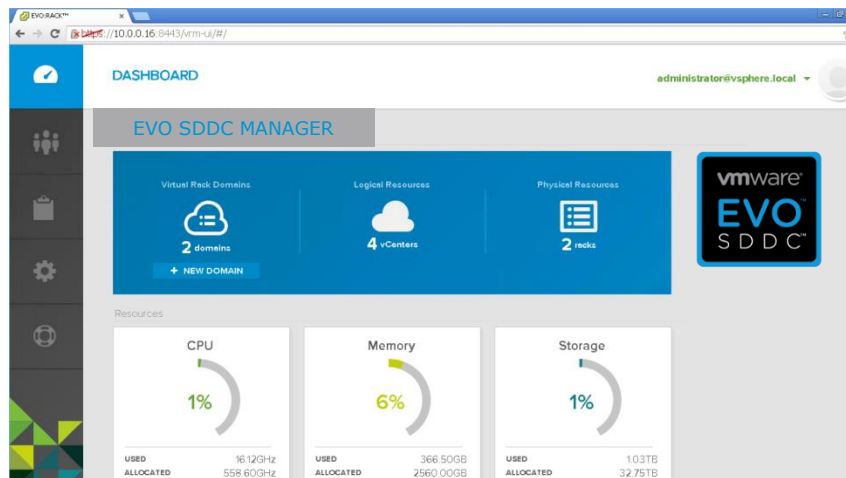 EVO:RACK™
https://10.0.0.16:8443/vrm-ui/#/
DASHBOARD
administrator@vsphere.local
EVO SDDC MANAGER
Virtual Rack Domains
Logical Resources
Physical Resources
2 domains
4 vCenters
2 racks
+ NEW DOMAIN
vmware®
EVO™
SDDC™
Resources
CPU
Memory
Storage
1%
6%
1%
USED 16.12GHz
USED 366.50GB
USED 1.03TB
ALLOCATED 558.60GHz
ALLOCATED 2560.00GB
ALLOCATED 32.75TB